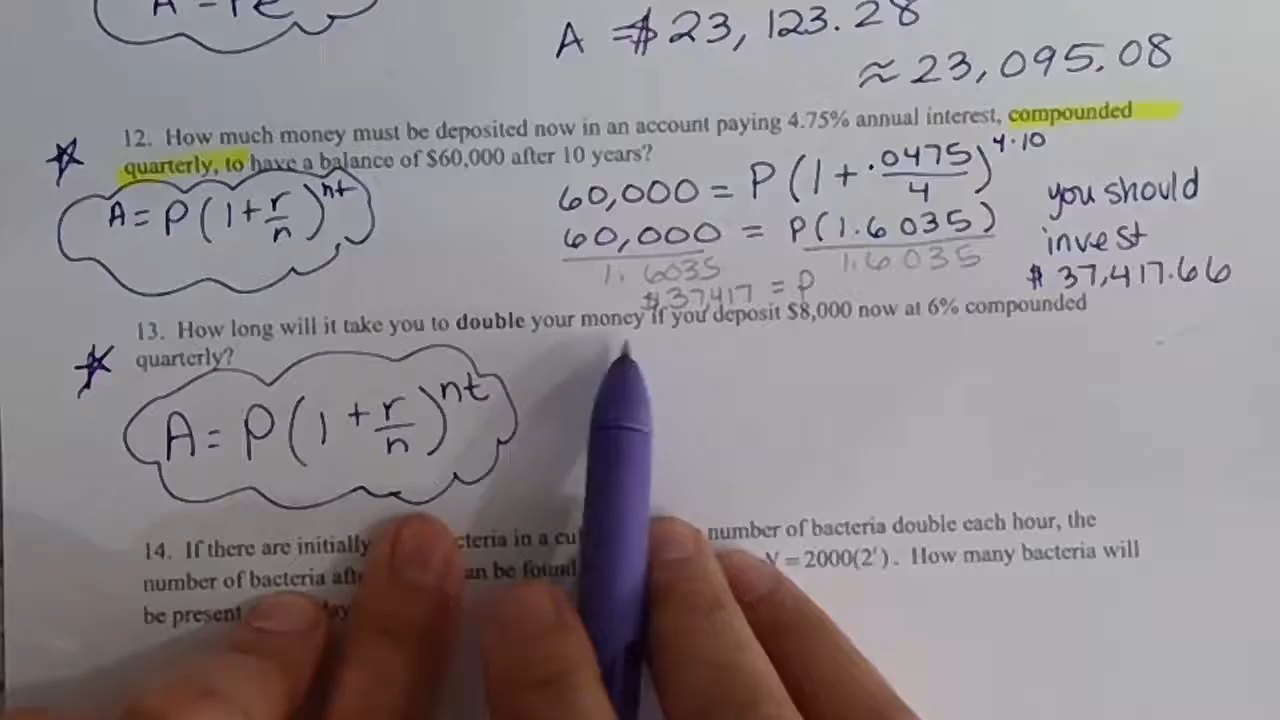 A = Pe
A = $23,123.28
≈ 23,095.08
12. How much money must be deposited now in an account paying 4.75% annual interest, compounded
quarterly, to have a balance of $60,000 after 10 years?
A = P(1 + r/n)^nt
60,000 = P(1 + .0475/4)^4·10
60,000 = P(1.6035)
1.6035 1.6035
$37,417 = P
you should
invest
$37,417.66
13. How long will it take you to double your money if you deposit $8,000 now at 6% compounded
quarterly?
A = P(1 + r/n)^nt
14. If there are initially cteria in a cu number of bacteria double each hour, the
number of bacteria aft an be found = 2000(2^t). How many bacteria will
be present day